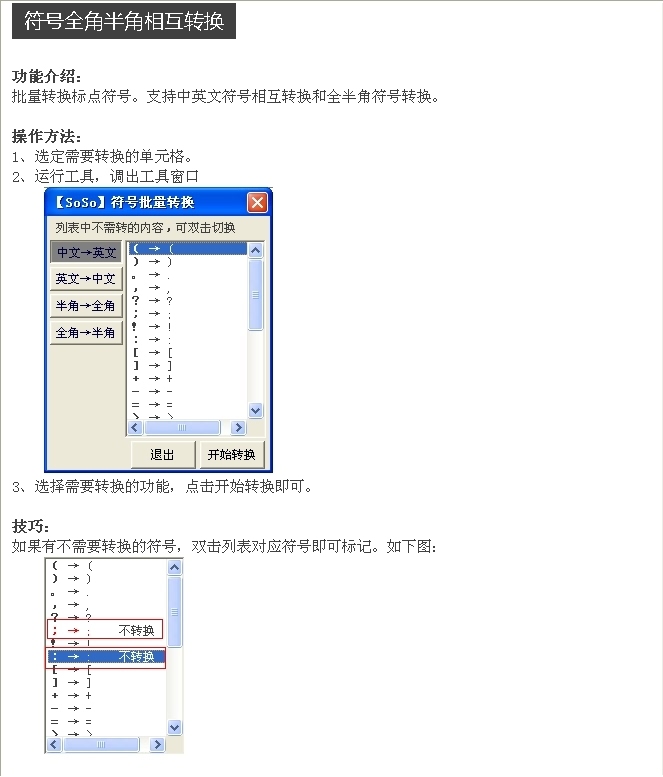 符号全角半角相互转换
功能介绍：
批量转换标点符号。支持中英文符号相互转换和全半角符号转换。
操作方法：
1、选定需要转换的单元格。
2、运行工具，调出工具窗口
【SoSo】符号批量转换
列表中不需转的内容，可双击切换
中文→英文
英文→中文
半角→全角
全角→半角
（ → (
） → )
。 → .
， → ,
？ → ?
； → ;
！ → !
： → :
［ → [
］ → ]
＋ → +
－ → -
＝ → =
＞ → >
退出
开始转换
3、选择需要转换的功能，点击开始转换即可。
技巧：
如果有不需要转换的符号，双击列表对应符号即可标记。如下图：
（ → (
） → )
。 → .
， → ,
？ → ?
； → ; 不转换
！ → !
： → : 不转换
［ → [
］ → ]
＋ → +
－ → -
＝ → =
＞ → >